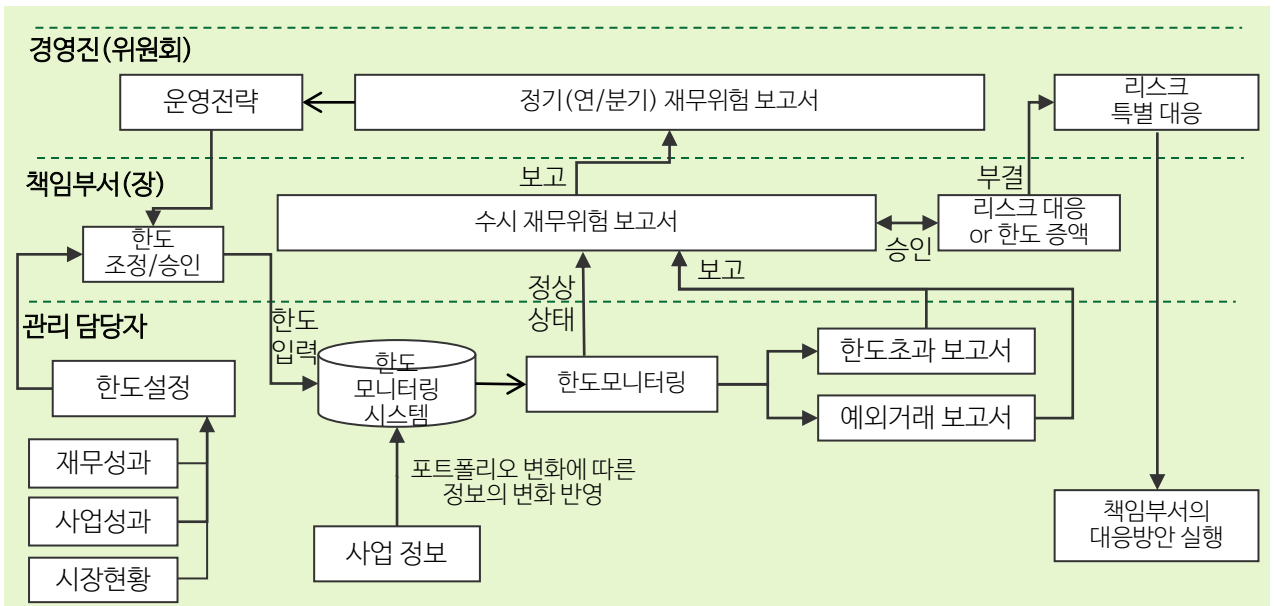 경영진(위원회)
운영전략
정기(연/분기) 재무위험 보고서
리스크
특별 대응
책임부서(장)
보고
부결
한도
조정/승인
수시 재무위험 보고서
리스크 대응
or 한도 증액
승인
보고
정상
상태
관리 담당자
한도
입력
한도설정
한도
모니터링
시스템
한도모니터링
한도초과 보고서
예외거래 보고서
재무성과
사업성과
시장현황
포트폴리오 변화에 따른
정보의 변화 반영
사업 정보
책임부서의
대응방안 실행